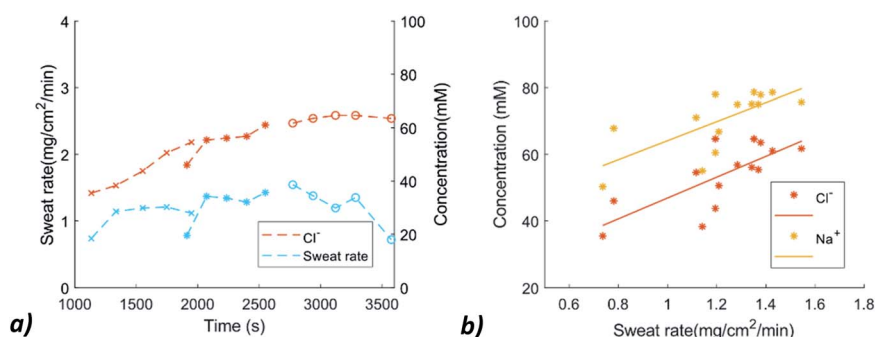 4
3
2
1
0
Sweat rate(mg/cm²/min)
100
80
60
40
20
0
Concentration(mM)
Cl⁻
Sweat rate
1000 1500 2000 2500 3000 3500
Time (s)
a)
100
80
60
40
20
Concentration (mM)
Cl⁻
Na⁺
0.6 0.8 1 1.2 1.4 1.6 1.8
Sweat rate(mg/cm²/min)
b)